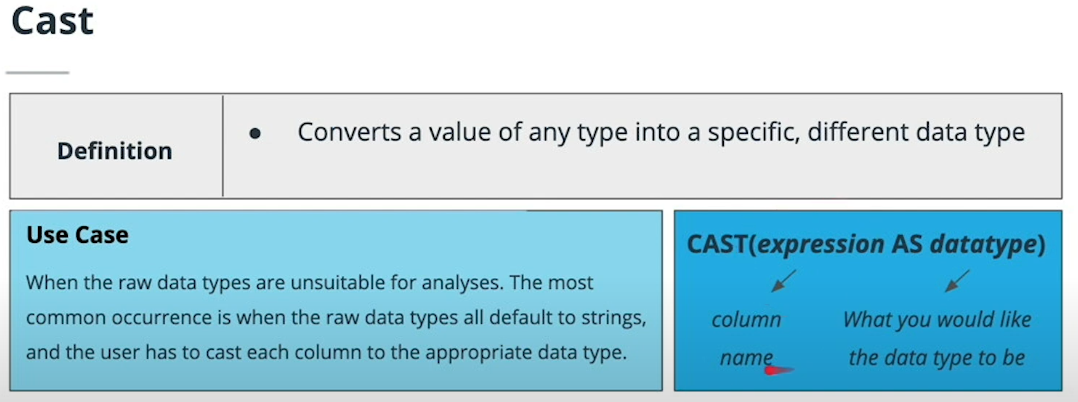 Cast
Definition
● Converts a value of any type into a specific, different data type
Use Case
When the raw data types are unsuitable for analyses. The most
common occurrence is when the raw data types all default to strings,
and the user has to cast each column to the appropriate data type.
CAST(expression AS datatype)
column
name
What you would like
the data type to be